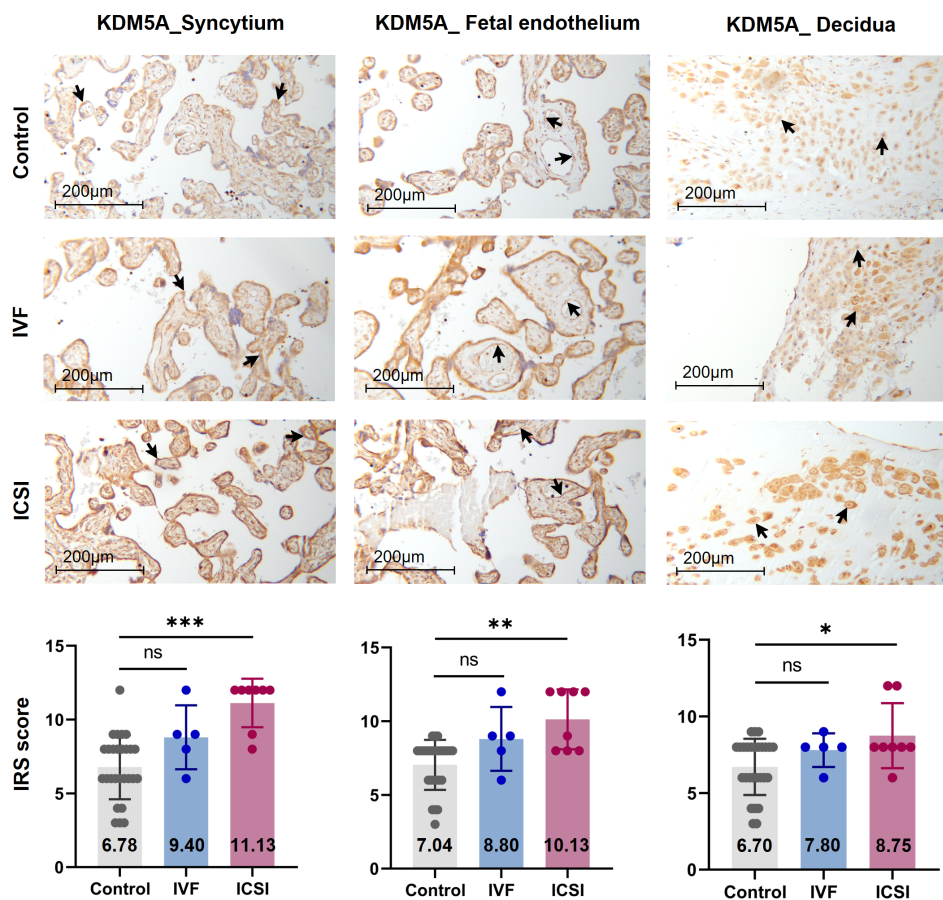 KDM5A_Syncytium
KDM5A_ Fetal endothelium
KDM5A_ Decidua
Control
200µm
200µm
200µm
IVF
200µm
200µm
200µm
ICSI
200µm
200µm
200µm
IRS score
15
10
5
0
***
ns
6.78
9.40
11.13
Control
IVF
ICSI
15
10
5
0
**
ns
7.04
8.80
10.13
Control
IVF
ICSI
15
10
5
0
*
ns
6.70
7.80
8.75
Control
IVF
ICSI